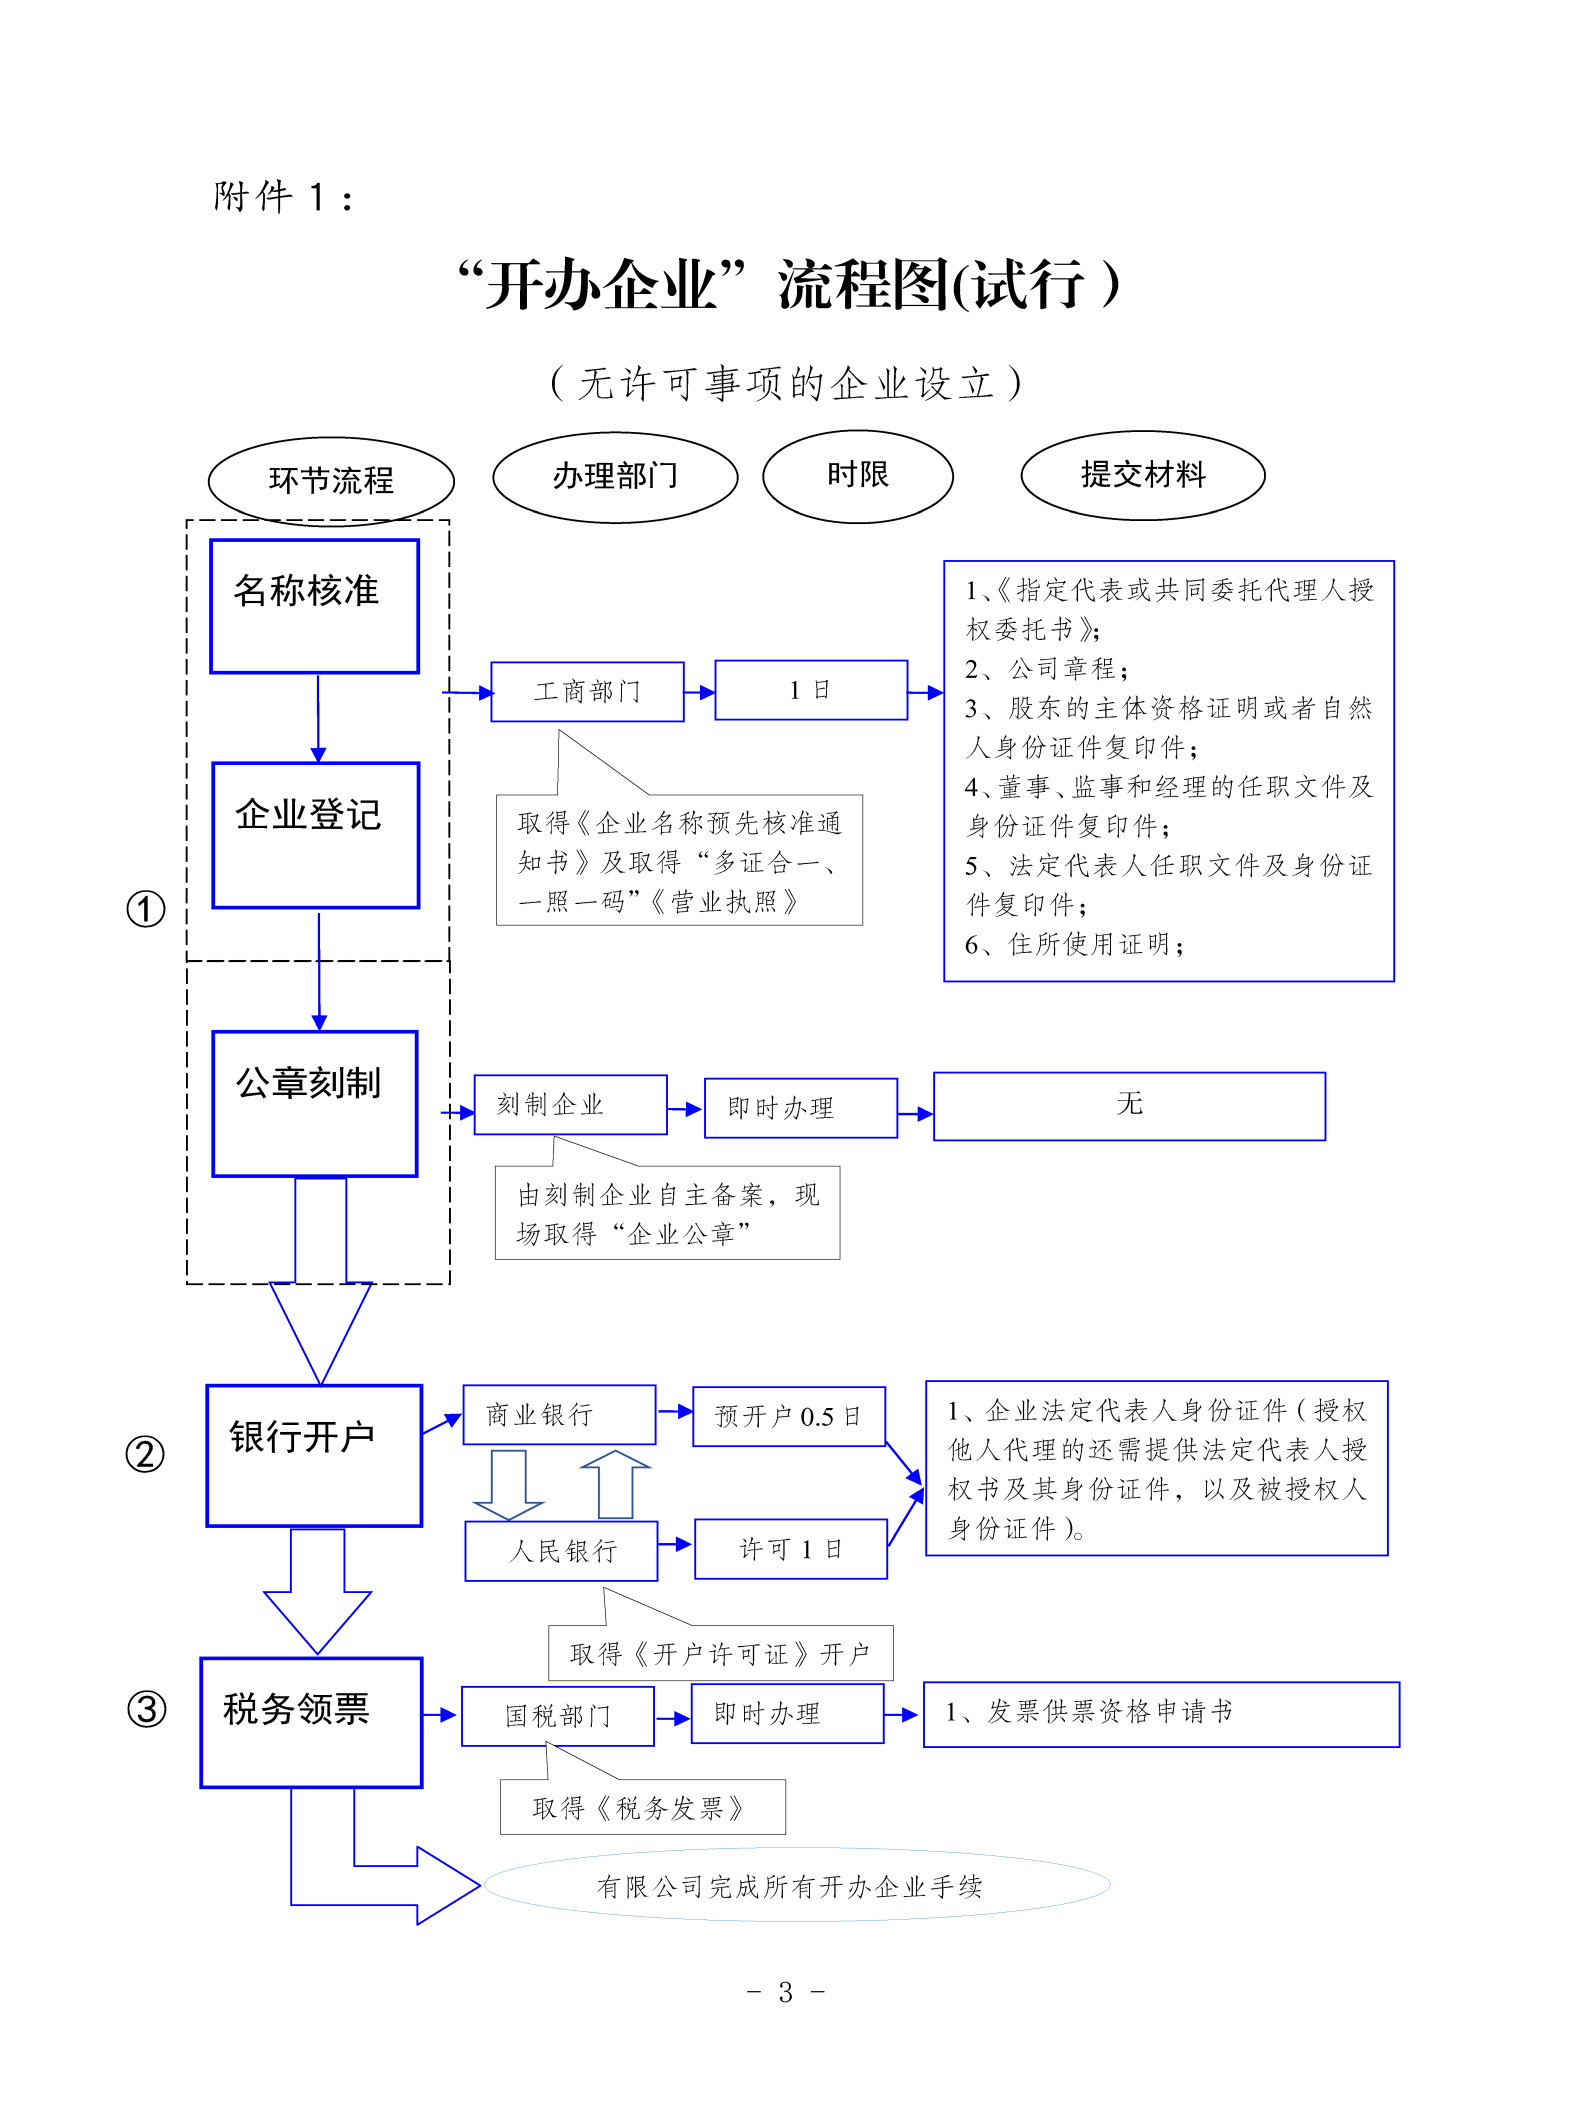 附件1：
“开办企业”流程图(试行）
（无许可事项的企业设立）
环节流程
办理部门
时限
提交材料
①
名称核准
企业登记
工商部门
1 日
取得《企业名称预先核准通
知书》及取得“多证合一、
一照一码”《营业执照》
1、《指定代表或共同委托代理人授
权委托书》；
2、公司章程；
3、股东的主体资格证明或者自然
人身份证件复印件；
4、董事、监事和经理的任职文件及
身份证件复印件；
5、法定代表人任职文件及身份证
件复印件；
6、住所使用证明；
公章刻制
刻制企业
即时办理
无
由刻制企业自主备案，现
场取得“企业公章”
②
银行开户
商业银行
预开户 0.5 日
人民银行
许可 1 日
1、企业法定代表人身份证件（授权
他人代理的还需提供法定代表人授
权书及其身份证件，以及被授权人
身份证件）。
取得《开户许可证》开户
③
税务领票
国税部门
即时办理
1、发票供票资格申请书
取得《税务发票》
有限公司完成所有开办企业手续
- 3 -